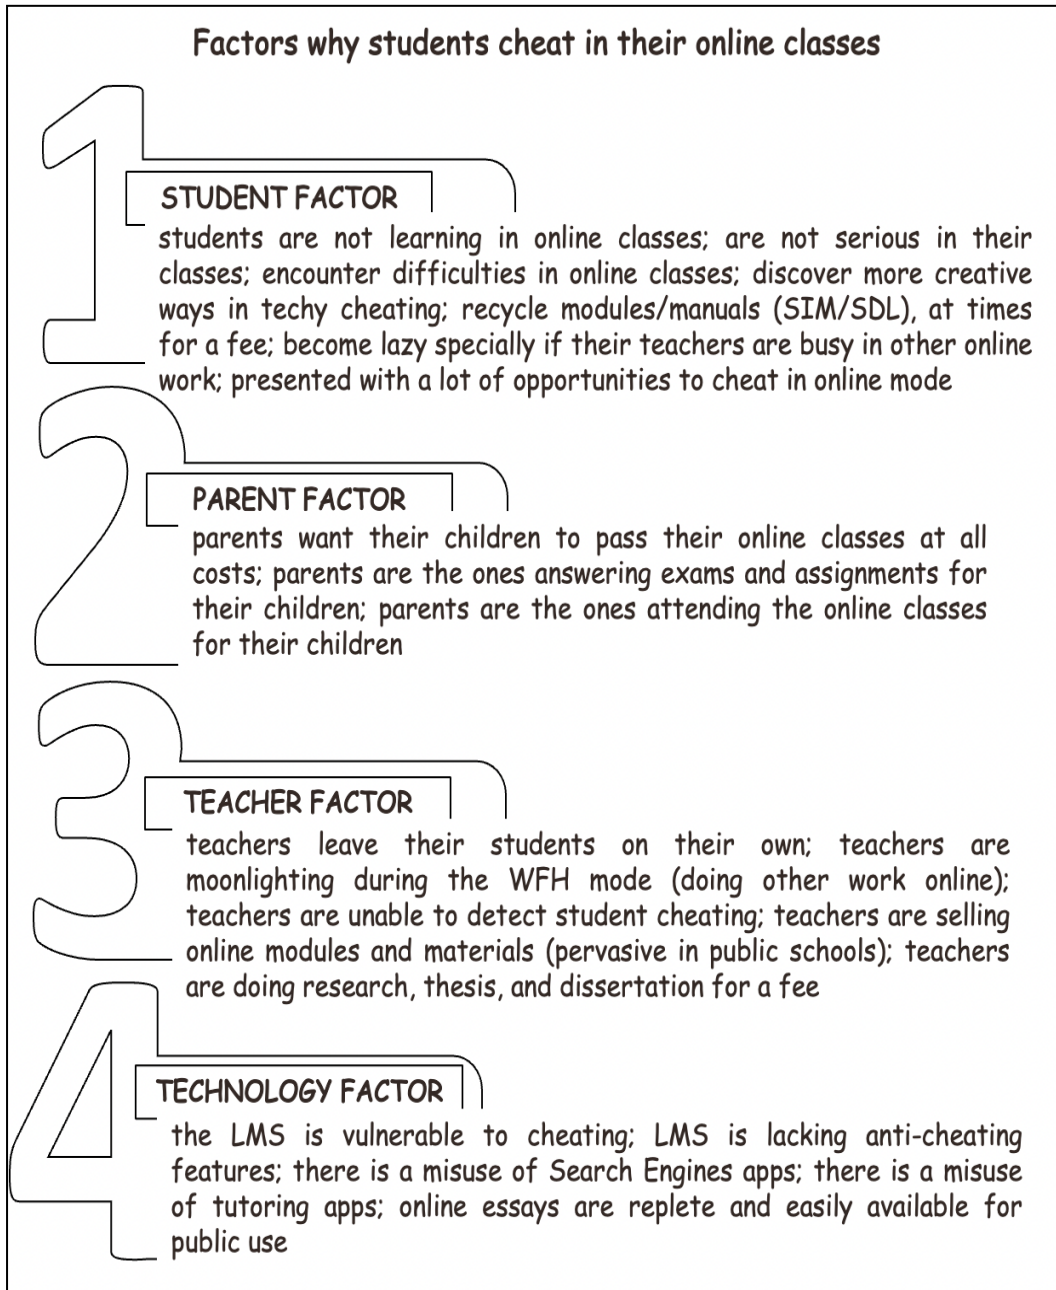 Factors why students cheat in their online classes
1
STUDENT FACTOR
students are not learning in online classes; are not serious in their
classes; encounter difficulties in online classes; discover more creative
ways in techy cheating; recycle modules/manuals (SIM/SDL), at times
for a fee; become lazy specially if their teachers are busy in other online
work; presented with a lot of opportunities to cheat in online mode
2
PARENT FACTOR
parents want their children to pass their online classes at all
costs; parents are the ones answering exams and assignments for
their children; parents are the ones attending the online classes
for their children
3
TEACHER FACTOR
teachers leave their students on their own; teachers are
moonlighting during the WFH mode (doing other work online);
teachers are unable to detect student cheating; teachers are selling
online modules and materials (pervasive in public schools); teachers
are doing research, thesis, and dissertation for a fee
4
TECHNOLOGY FACTOR
the LMS is vulnerable to cheating; LMS is lacking anti-cheating
features; there is a misuse of Search Engines apps; there is a misuse
of tutoring apps; online essays are replete and easily available for
public use